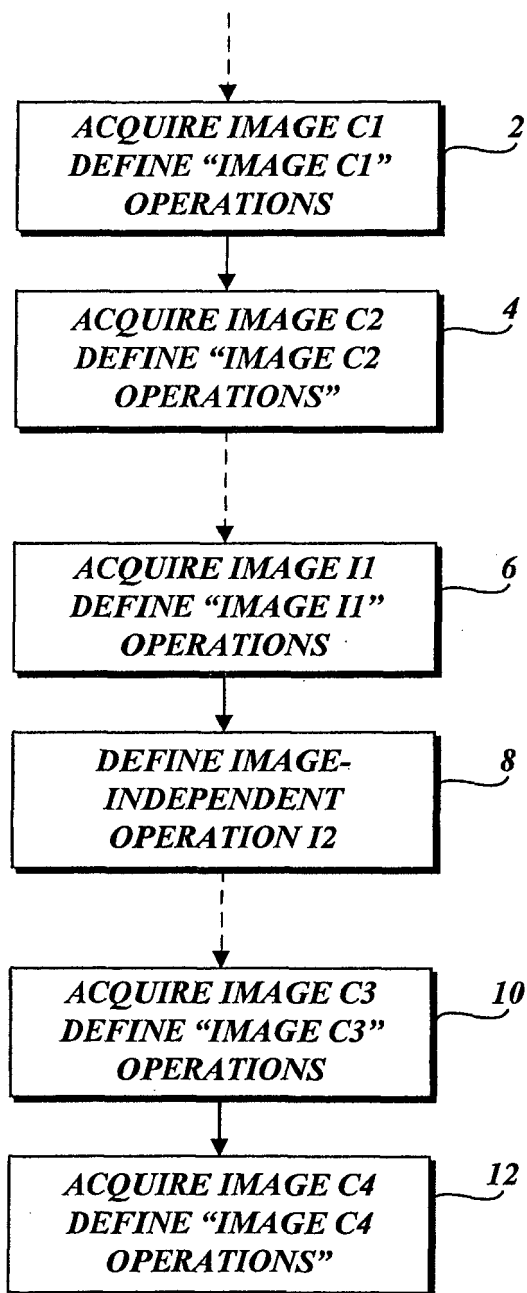 ACQUIRE IMAGE C1
DEFINE “IMAGE C1”
OPERATIONS
2
ACQUIRE IMAGE C2
DEFINE “IMAGE C2
OPERATIONS”
4
ACQUIRE IMAGE I1
DEFINE “IMAGE I1”
OPERATIONS
6
DEFINE IMAGE-
INDEPENDENT
OPERATION I2
8
ACQUIRE IMAGE C3
DEFINE “IMAGE C3”
OPERATIONS
10
ACQUIRE IMAGE C4
DEFINE “IMAGE C4
OPERATIONS”
12